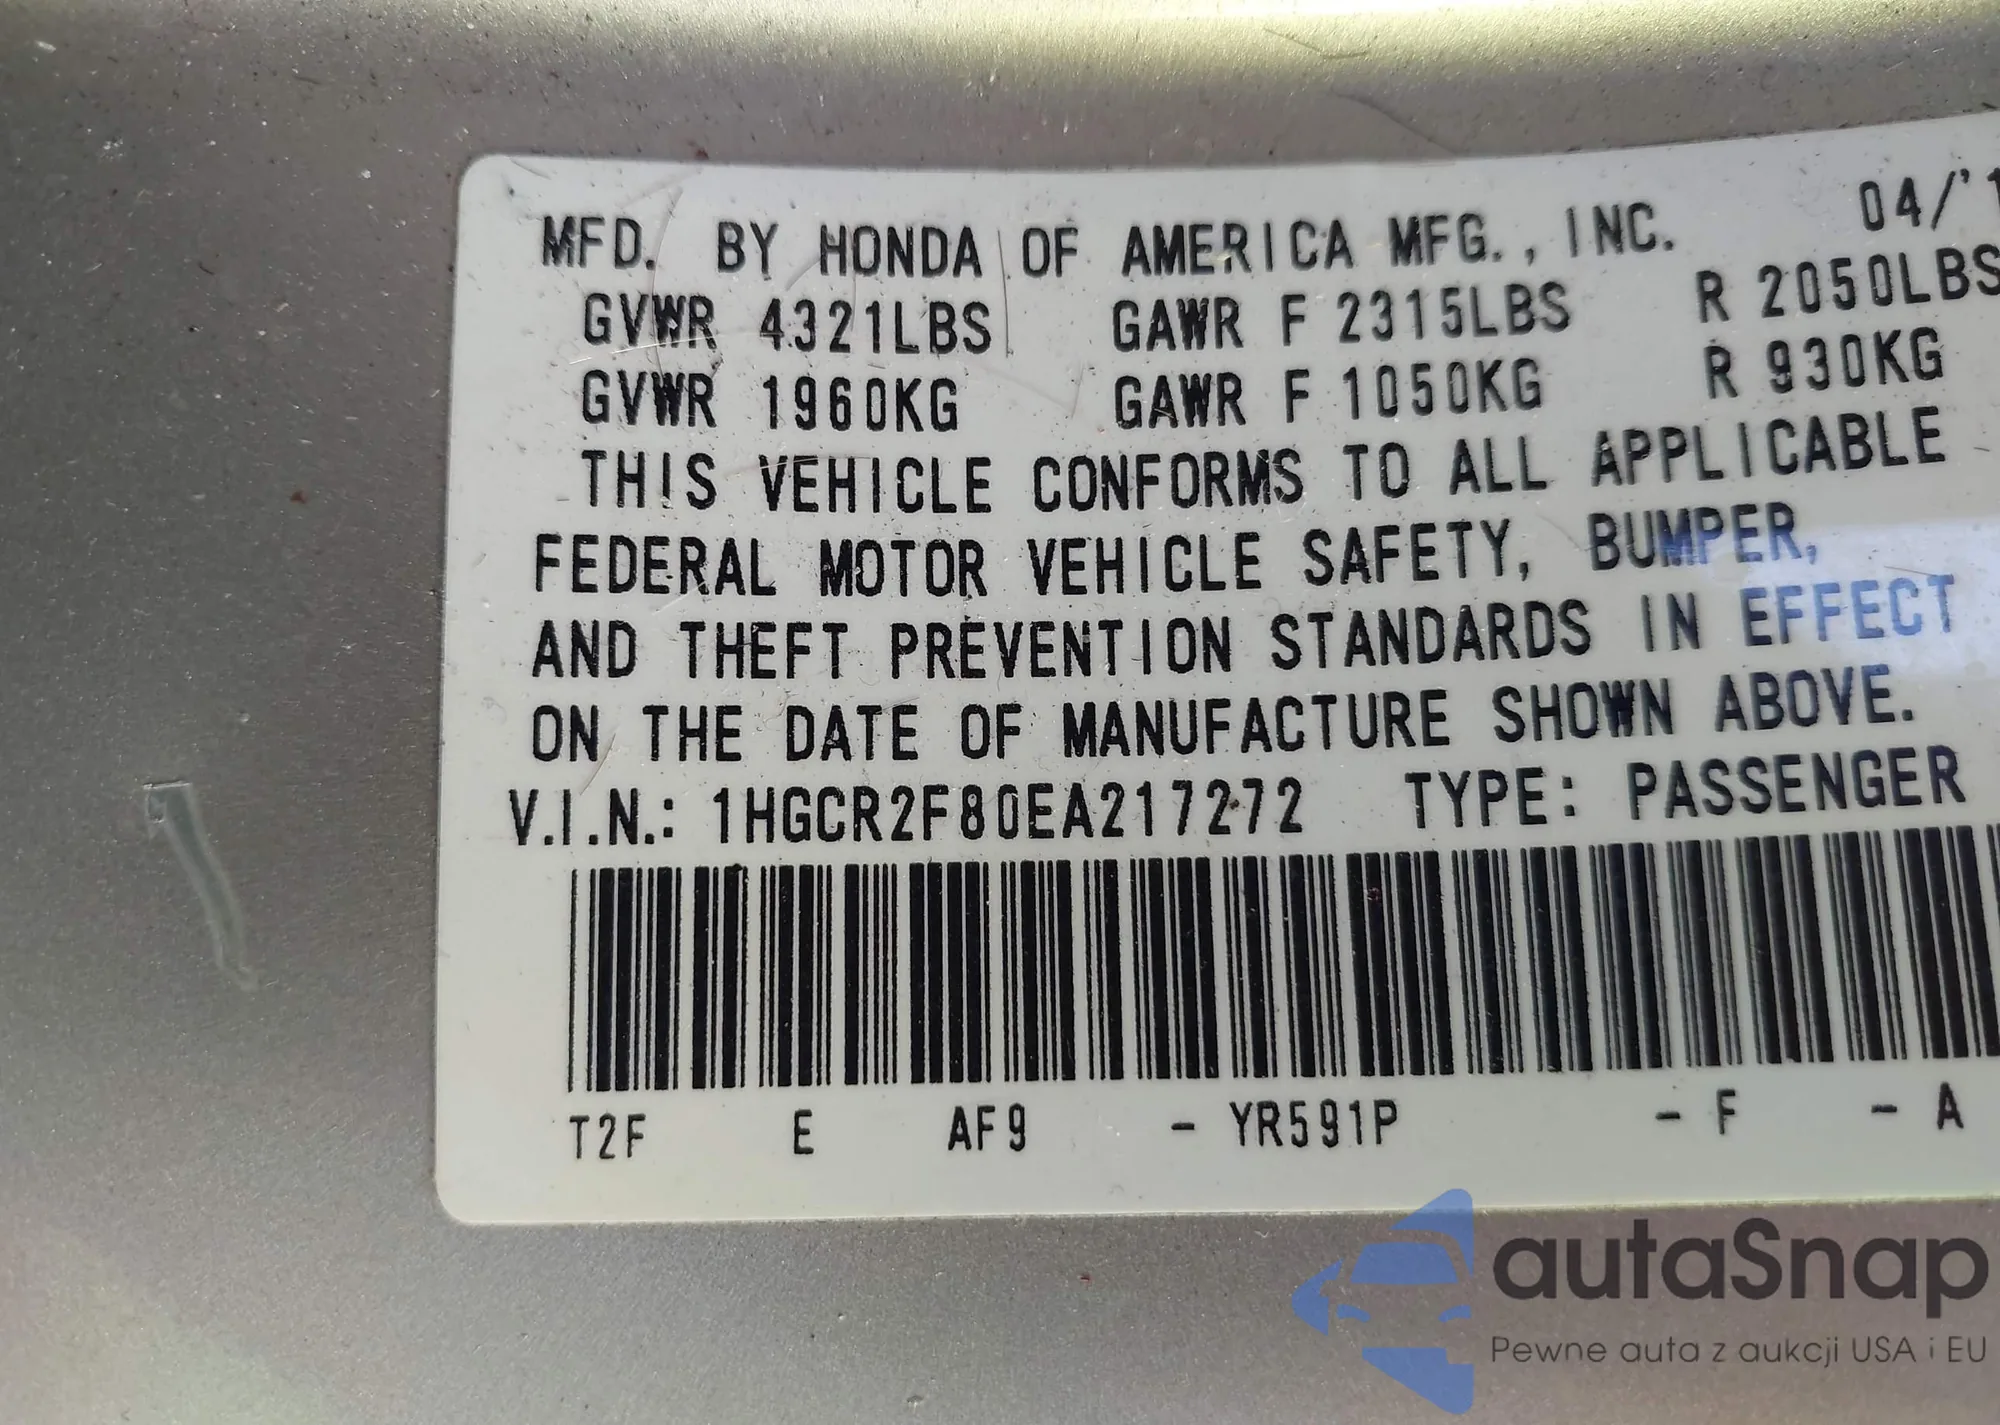 MFD. BY HONDA OF AMERICA MFG., INC. 04/'1
GVWR 4321LBS GAWR F 2315LBS R 2050LBS
GVWR 1960KG GAWR F 1050KG R 930KG
THIS VEHICLE CONFORMS TO ALL APPLICABLE
FEDERAL MOTOR VEHICLE SAFETY, BUMPER,
AND THEFT PREVENTION STANDARDS IN EFFECT
ON THE DATE OF MANUFACTURE SHOWN ABOVE.
V.I.N.: 1HGCR2F80EA217272 TYPE: PASSENGER
T2F E AF9 - YR591P - F - A
autaSnap
Pewne auta z aukcji USA i EU